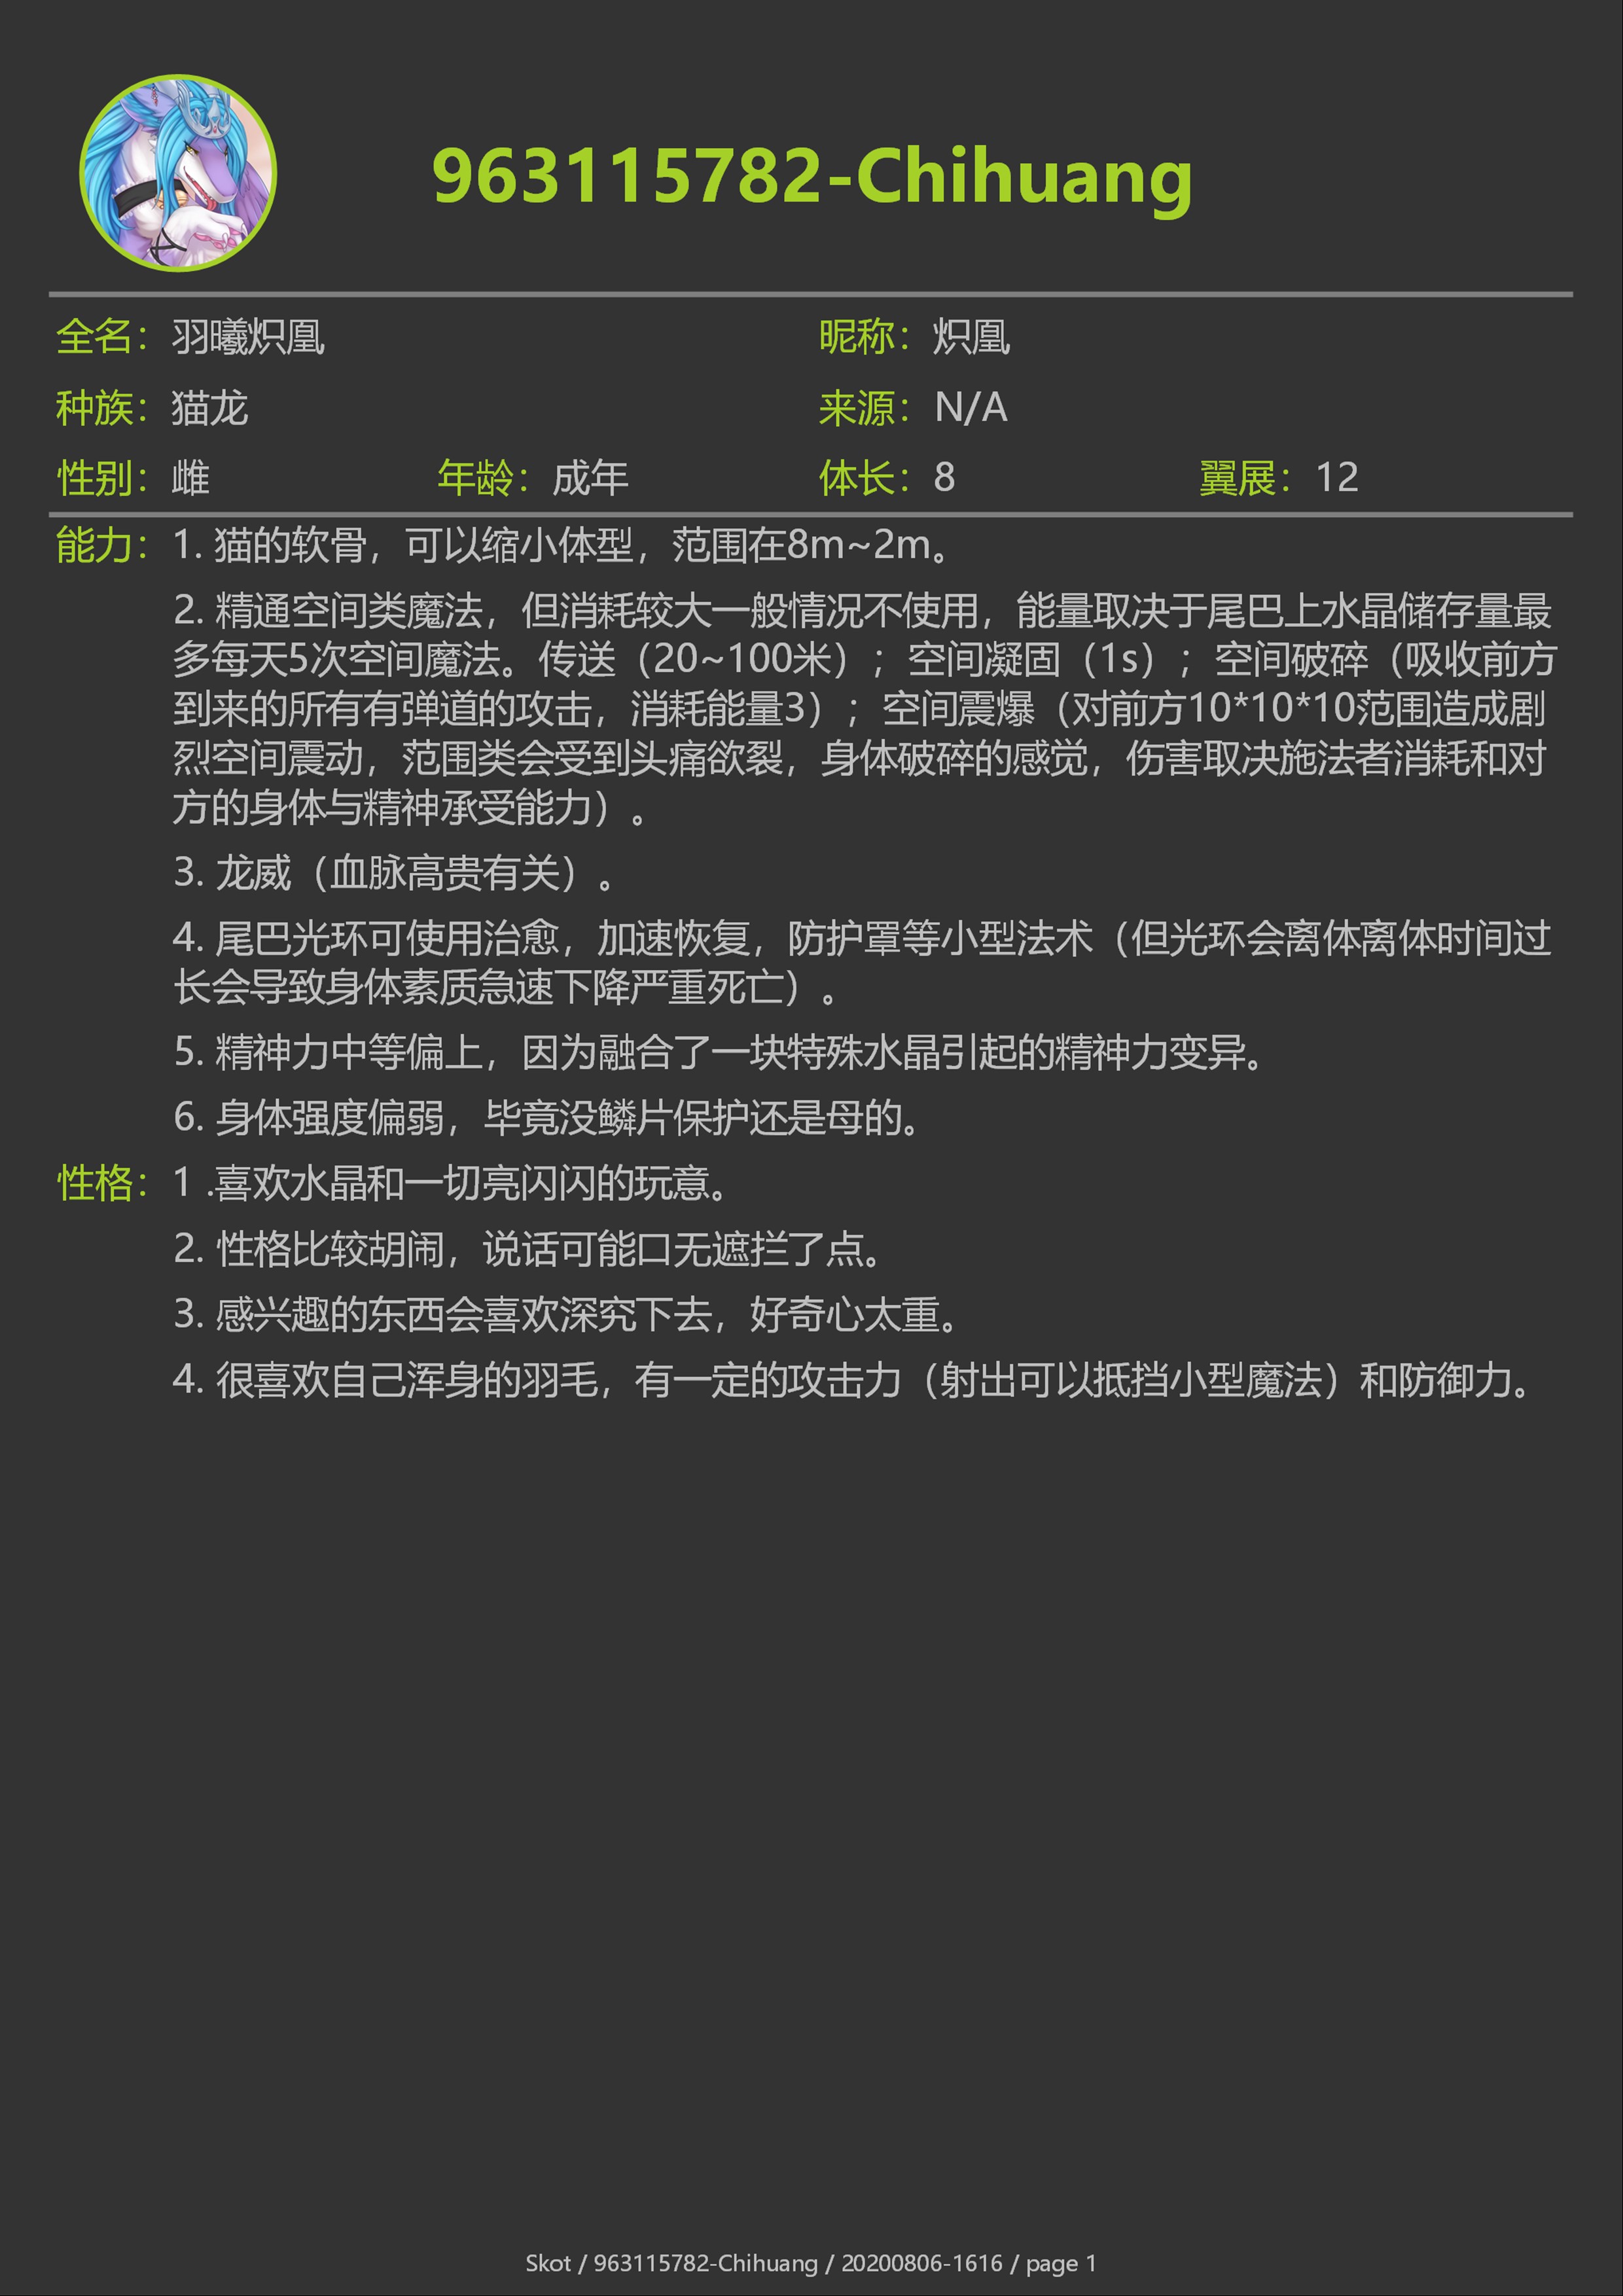 963115782-Chihuang
全名：羽曦炽凰 昵称：炽凰
种族：猫龙 来源：N/A
性别：雌 年龄：成年 体长：8 翼展：12
能力：1. 猫的软骨，可以缩小体型，范围在8m~2m。
2. 精通空间类魔法，但消耗较大一般情况不使用，能量取决于尾巴上水晶储存量最
多每天5次空间魔法。传送（20~100米）；空间凝固（1s）；空间破碎（吸收前方
到来的所有有弹道的攻击，消耗能量3）；空间震爆（对前方10*10*10范围造成剧
烈空间震动，范围类会受到头痛欲裂，身体破碎的感觉，伤害取决施法者消耗和对
方的身体与精神承受能力）。
3. 龙威（血脉高贵有关）。
4. 尾巴光环可使用治愈，加速恢复，防护罩等小型法术（但光环会离体离体时间过
长会导致身体素质急速下降严重死亡）。
5. 精神力中等偏上，因为融合了一块特殊水晶引起的精神力变异。
6. 身体强度偏弱，毕竟没鳞片保护还是母的。
性格：1 .喜欢水晶和一切亮闪闪的玩意。
2. 性格比较胡闹，说话可能口无遮拦了点。
3. 感兴趣的东西会喜欢深究下去，好奇心太重。
4. 很喜欢自己浑身的羽毛，有一定的攻击力（射出可以抵挡小型魔法）和防御力。
Skot / 963115782-Chihuang / 20200806-1616 / page 1